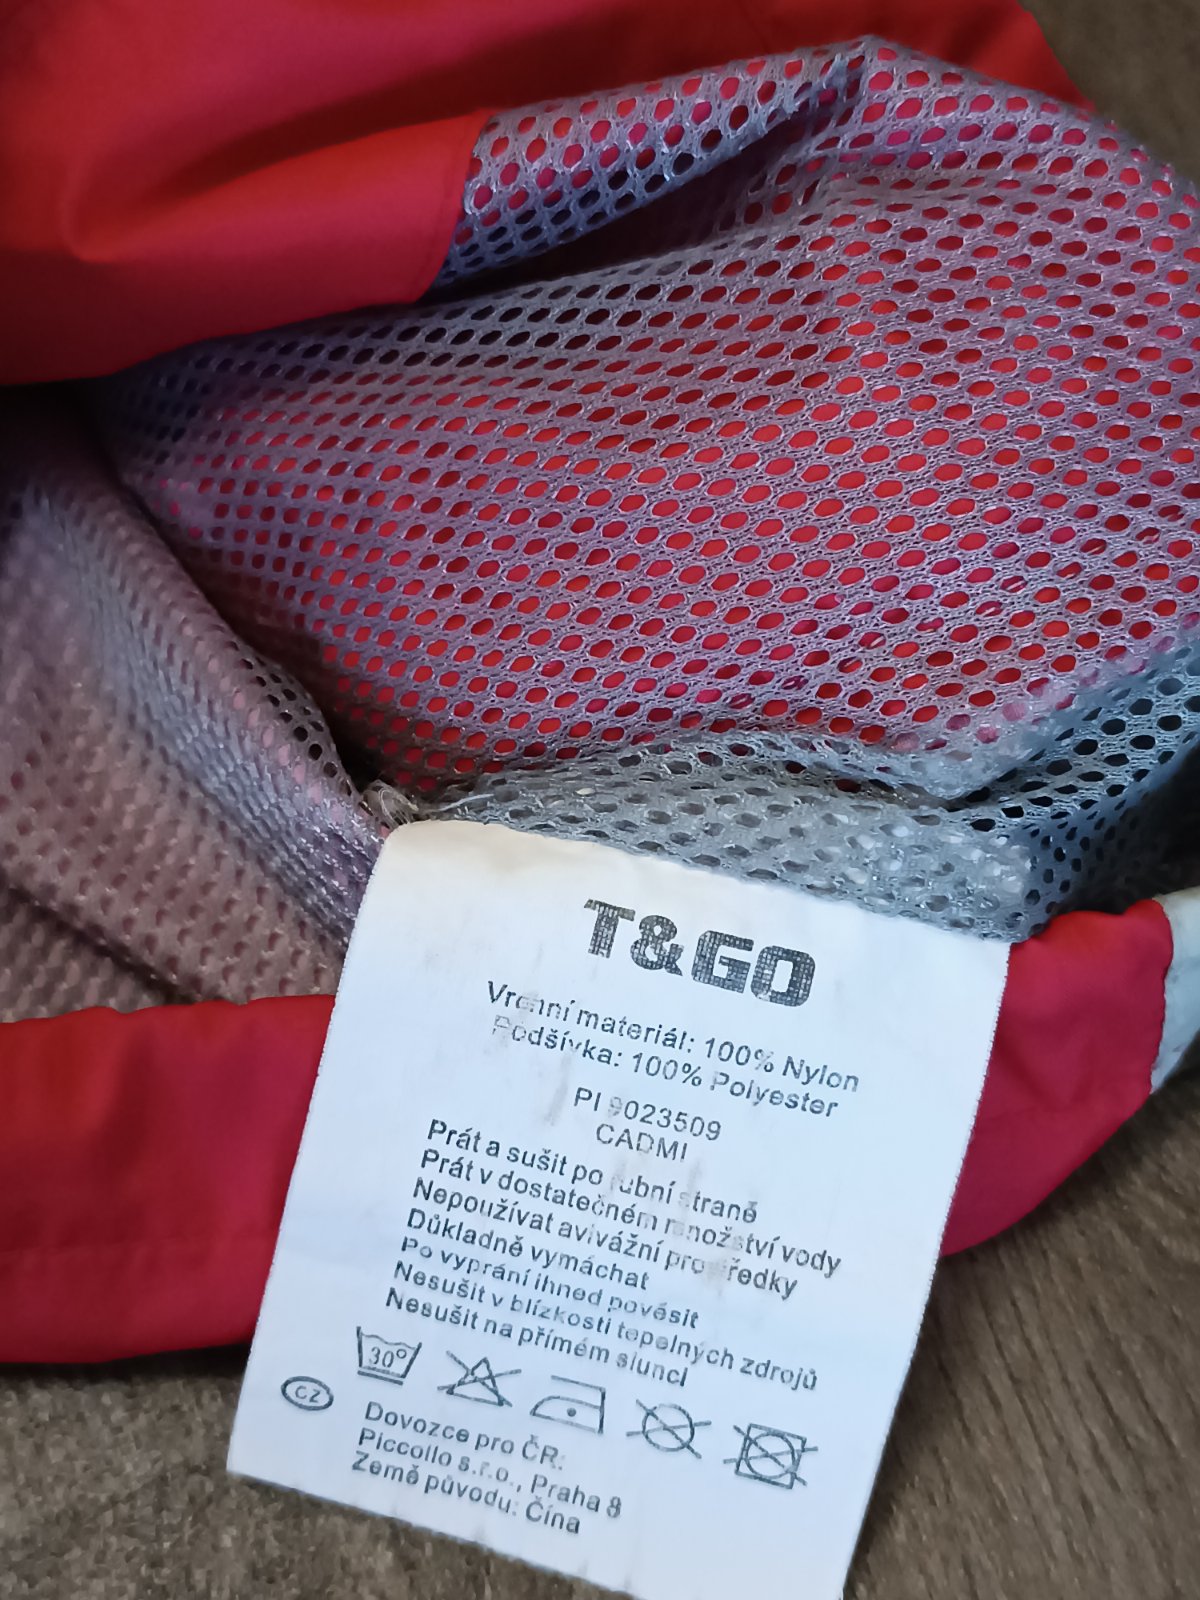 T&GO
Vrchní materiál: 100% Nylon
Podšívka: 100% Polyester
PI 9023509
CADMI
Prát a sušit po rubní straně
Prát v dostatečném množství vody
Nepoužívat avivážní prostředky
Důkladně vymáchat
Po vyprání ihned pověsit
Nesušit v blízkosti tepelných zdrojů
Nesušit na přímém slunci
30°
CZ
Dovozce pro ČR:
Piccollo s.r.o., Praha 8
Země původu: Čína